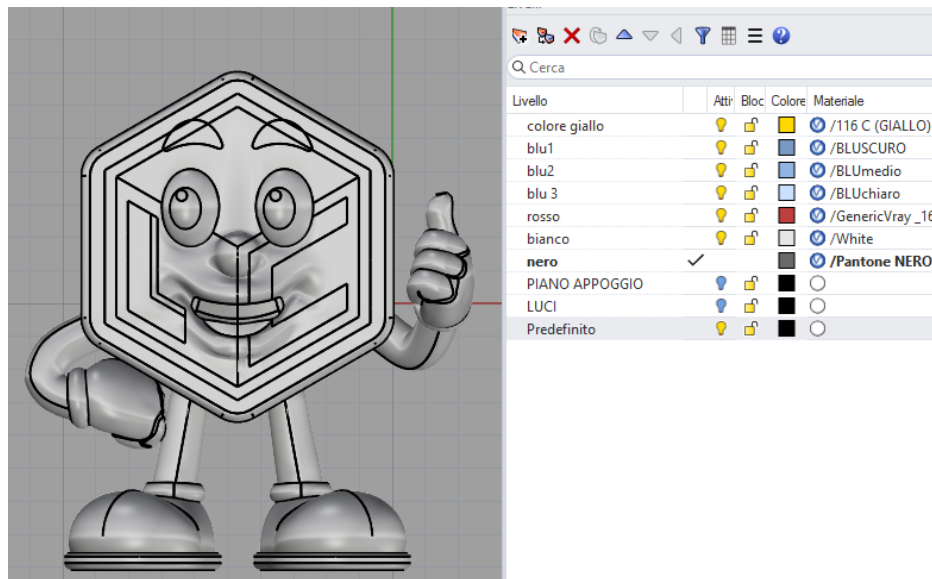 Cerca
Livello Attiv Bloc Colore Materiale
colore giallo /116 C (GIALLO)
blu1 /BLUSCURO
blu2 /BLUmedio
blu 3 /BLUchiaro
rosso /GenericVray _16
bianco /White
nero /Pantone NERO
PIANO APPOGGIO
LUCI
Predefinito